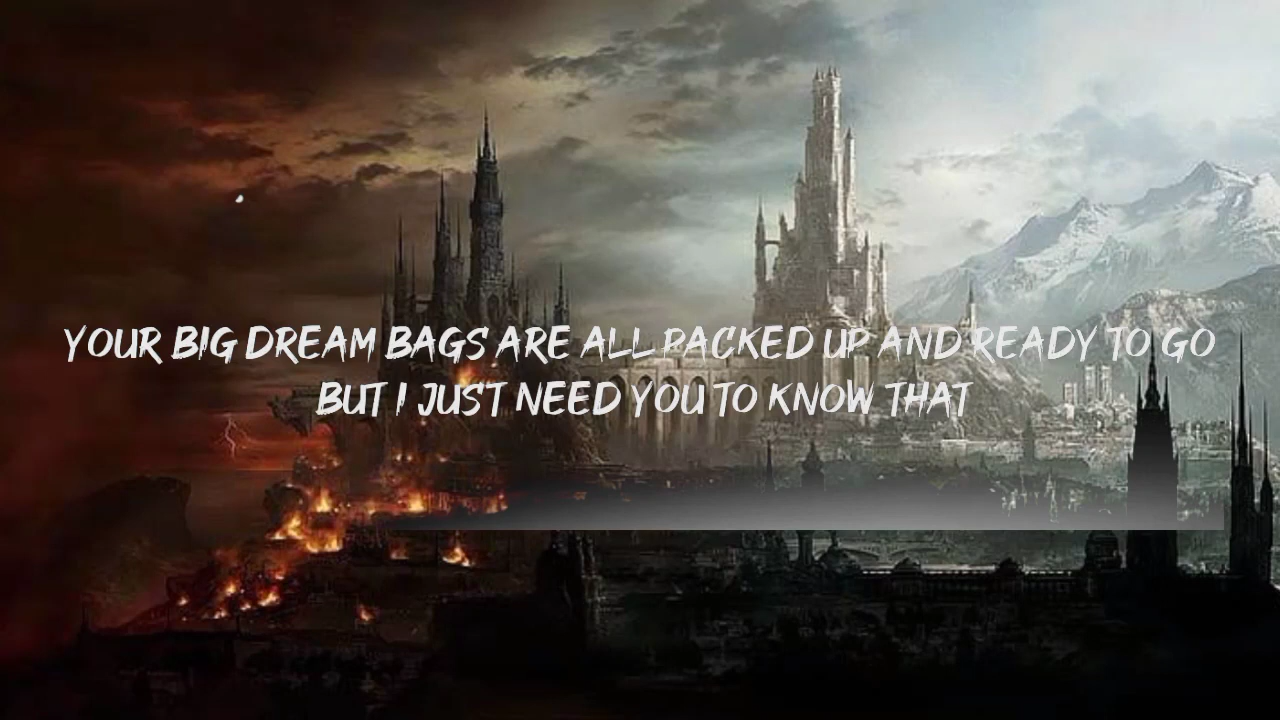 YOUR BIG DREAM BAGS ARE ALL PACKED UP AND READY TO GO
BUT I JUST NEED YOU TO KNOW THAT